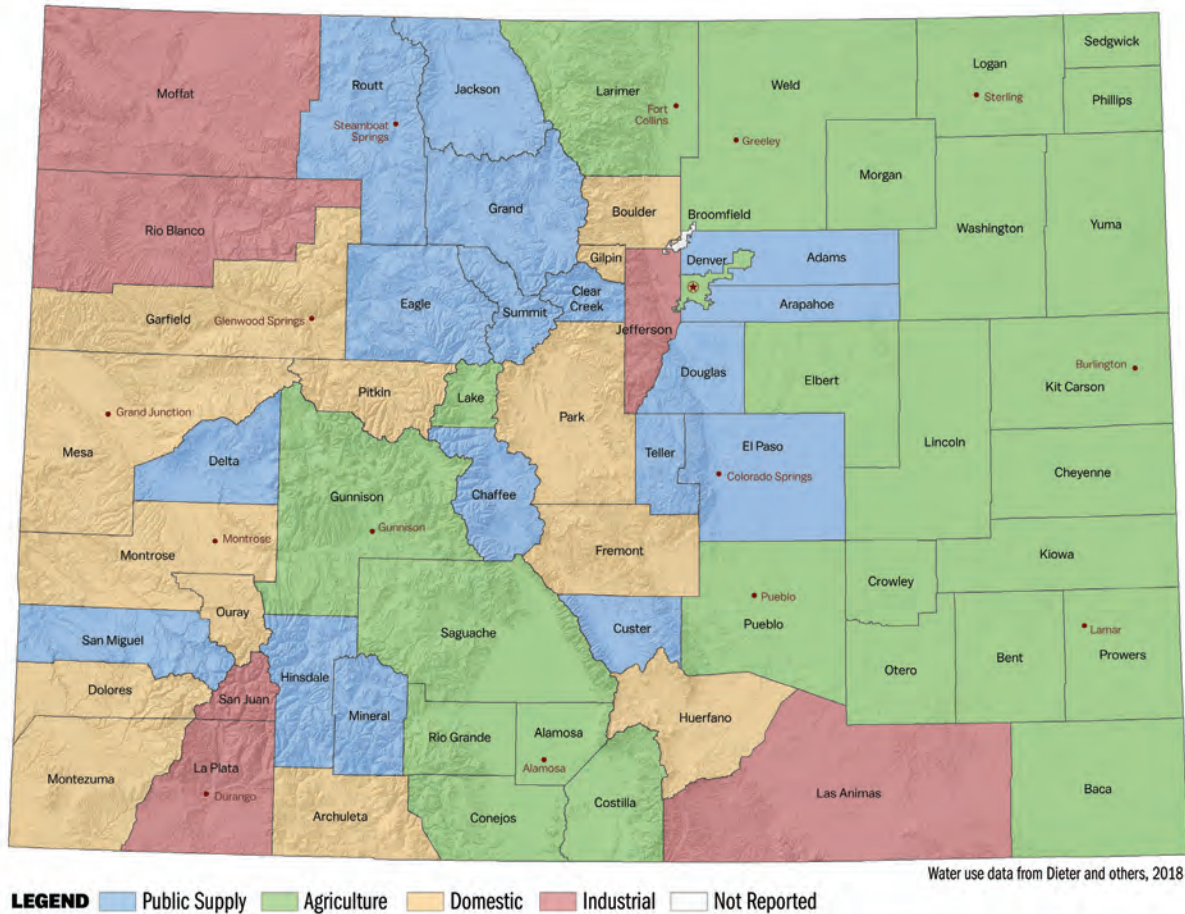 Sedgwick
Logan
Moffat
Routt
Jackson
Larimer
Weld
Sterling
Phillips
Steamboat
Springs
Fort
Collins
Greeley
Morgan
Rio Blanco
Grand
Boulder
Broomfield
Washington
Yuma
Gilpin
Denver
Adams
Eagle
Clear
Creek
Summit
Arapahoe
Garfield
Glenwood Springs
Jefferson
Douglas
Elbert
Burlington
Kit Carson
Pitkin
Lake
Park
Grand Junction
Mesa
Lincoln
Delta
Teller
El Paso
Colorado Springs
Cheyenne
Gunnison
Chaffee
Gunnison
Montrose
Montrose
Fremont
Kiowa
Crowley
Ouray
Pueblo
Pueblo
Saguache
Custer
Lamar
Prowers
San Miguel
Otero
Bent
Hinsdale
Dolores
San Juan
Mineral
Huerfano
Rio Grande
Alamosa
Alamosa
Montezuma
La Plata
Durango
Las Animas
Baca
Costilla
Archuleta
Conejos
Water use data from Dieter and others, 2018
LEGEND Public Supply Agriculture Domestic Industrial Not Reported